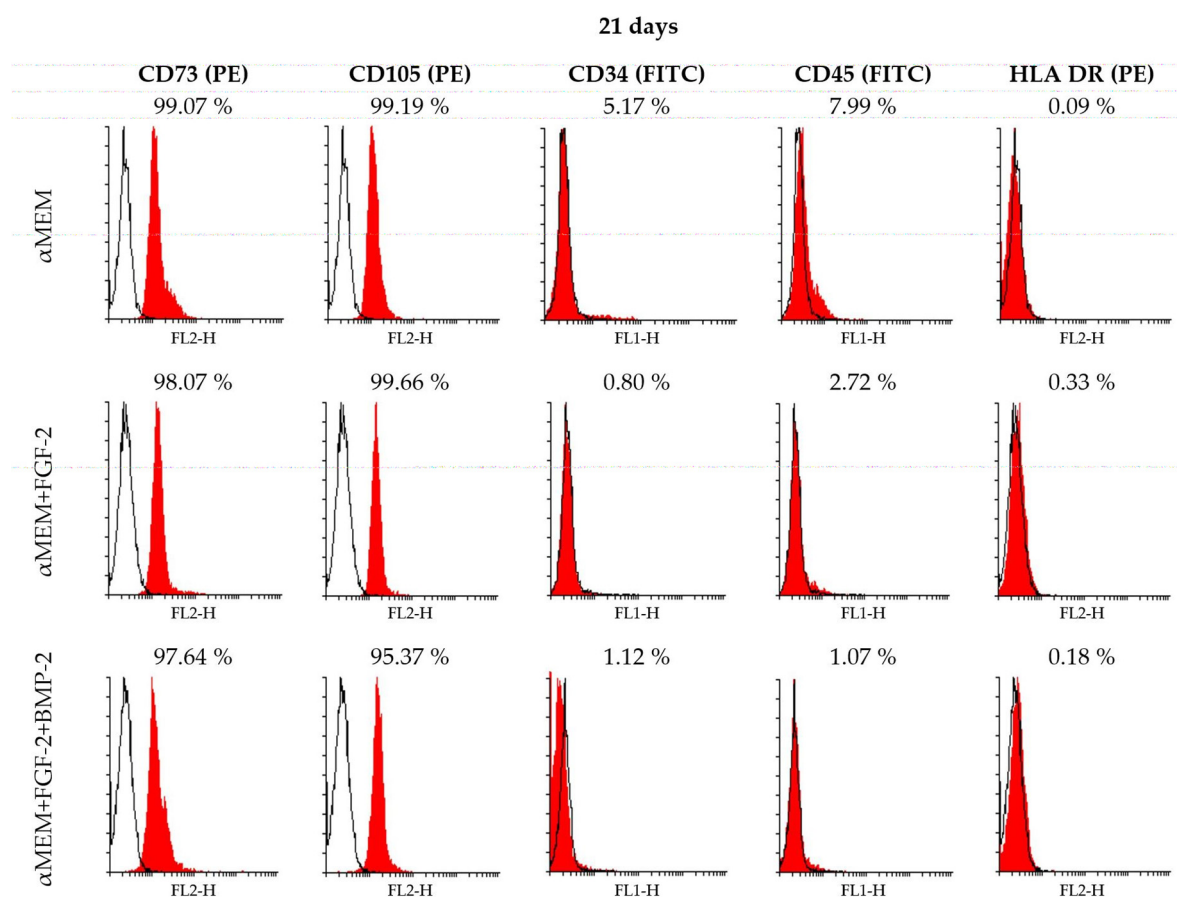 21 days
CD73 (PE) CD105 (PE) CD34 (FITC) CD45 (FITC) HLA DR (PE)
99.07 % 99.19 % 5.17 % 7.99 % 0.09 %
αMEM
FL2-H FL2-H FL1-H FL1-H FL2-H
98.07 % 99.66 % 0.80 % 2.72 % 0.33 %
αMEM+FGF-2
FL2-H FL2-H FL1-H FL1-H FL2-H
97.64 % 95.37 % 1.12 % 1.07 % 0.18 %
αMEM+FGF-2+BMP-2
FL2-H FL2-H FL1-H FL1-H FL2-H